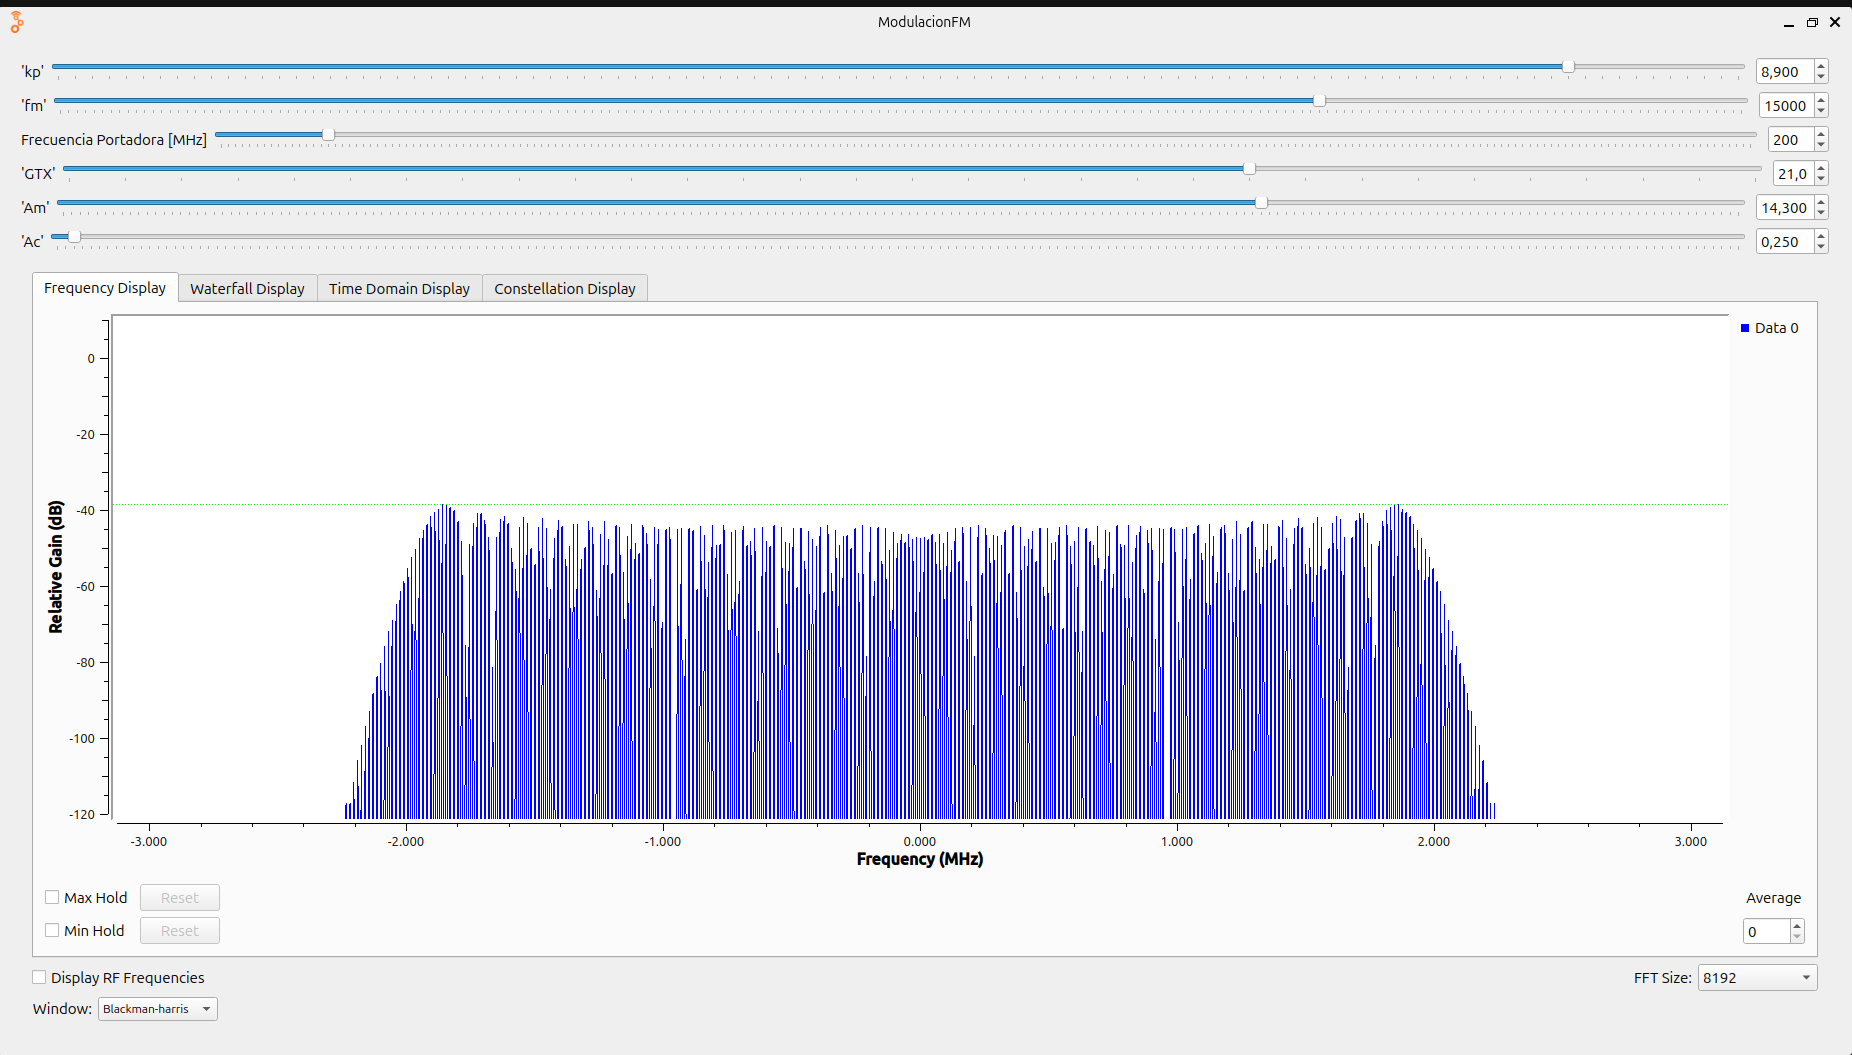 ModulacionFM
'kp' 8,900
'fm' 15000
Frecuencia Portadora [MHz] 200
'GTX' 21,0
'Am' 14,300
'Ac' 0,250
Frequency Display Waterfall Display Time Domain Display Constellation Display
Data 0
0
-20
-40
-60
-80
-100
-120
Relative Gain (dB)
-3.000 -2.000 -1.000 0.000 1.000 2.000 3.000
Frequency (MHz)
Max Hold Reset Average
Min Hold Reset 0
Display RF Frequencies FFT Size: 8192
Window: Blackman-harris